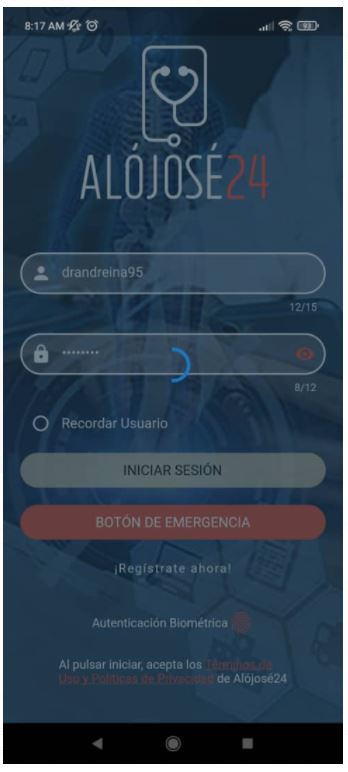 8:17 AM
93
ALÓJOSÉ24
drandreina95
12/15
••••••••
8/12
Recordar Usuario
INICIAR SESIÓN
BOTÓN DE EMERGENCIA
¡Regístrate ahora!
Autenticación Biométrica
Al pulsar iniciar, acepta los Términos de
Uso y Políticas de Privacidad de Alójosé24